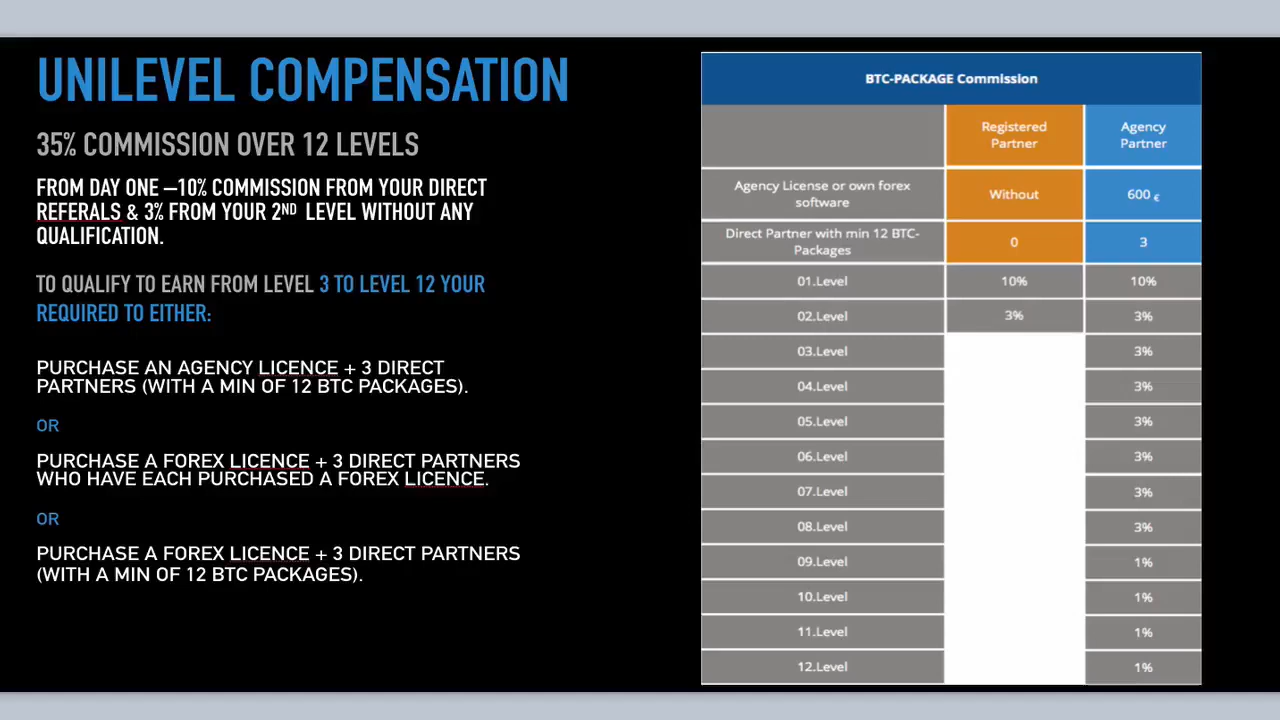 UNILEVEL COMPENSATION
35% COMMISSION OVER 12 LEVELS
FROM DAY ONE –10% COMMISSION FROM YOUR DIRECT
REFERALS & 3% FROM YOUR 2ND LEVEL WITHOUT ANY
QUALIFICATION.
TO QUALIFY TO EARN FROM LEVEL 3 TO LEVEL 12 YOUR
REQUIRED TO EITHER:
PURCHASE AN AGENCY LICENCE + 3 DIRECT
PARTNERS (WITH A MIN OF 12 BTC PACKAGES).
OR
PURCHASE A FOREX LICENCE + 3 DIRECT PARTNERS
WHO HAVE EACH PURCHASED A FOREX LICENCE.
OR
PURCHASE A FOREX LICENCE + 3 DIRECT PARTNERS
(WITH A MIN OF 12 BTC PACKAGES).
BTC-PACKAGE Commission
Registered Agency
Partner Partner
Agency License or own forex
software Without 600 €
Direct Partner with min 12 BTC-
Packages 0 3
01.Level 10% 10%
02.Level 3% 3%
03.Level 3%
04.Level 3%
05.Level 3%
06.Level 3%
07.Level 3%
08.Level 3%
09.Level 1%
10.Level 1%
11.Level 1%
12.Level 1%